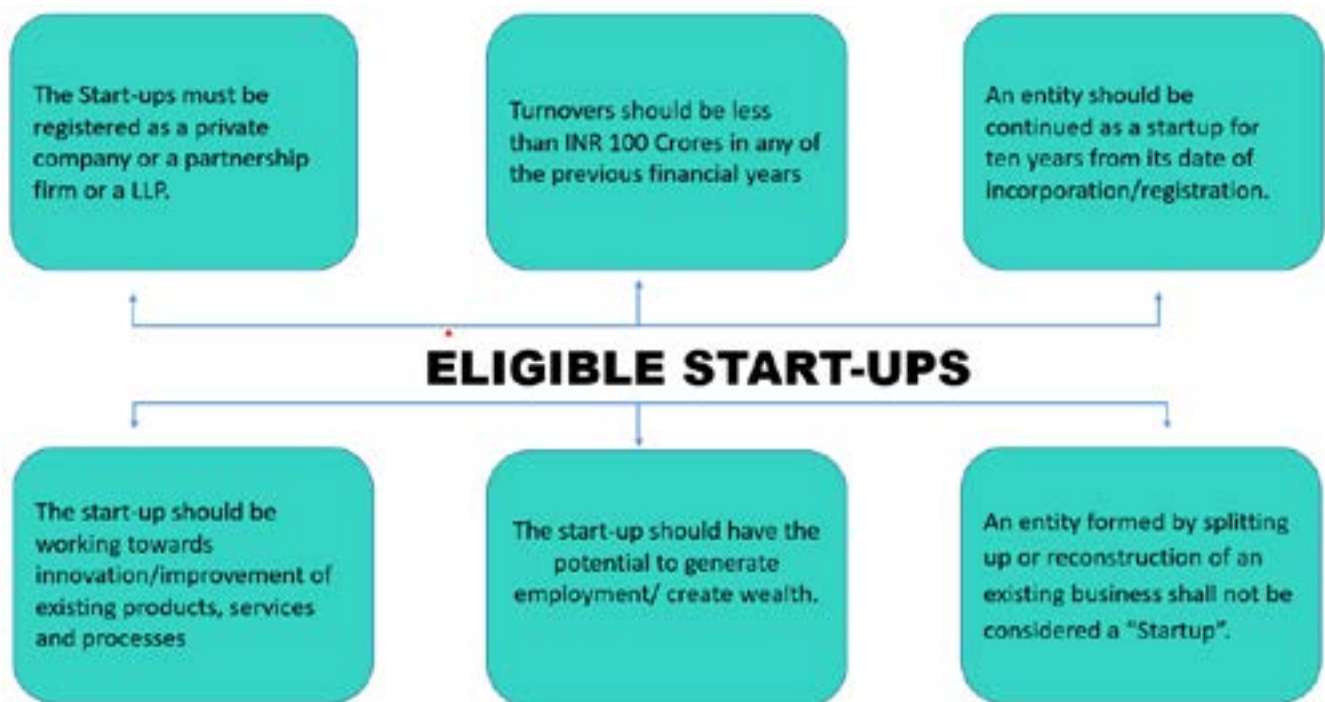 The Start-ups must be
registered as a private
company or a partnership
firm or a LLP.
Turnovers should be less
than INR 100 Crores in any of
the previous financial years
An entity should be
continued as a startup for
ten years from its date of
incorporation/registration.
ELIGIBLE START-UPS
The start-up should be
working towards
innovation/improvement of
existing products, services
and processes
The start-up should have the
potential to generate
employment/ create wealth.
An entity formed by splitting
up or reconstruction of an
existing business shall not be
considered a “Startup”.